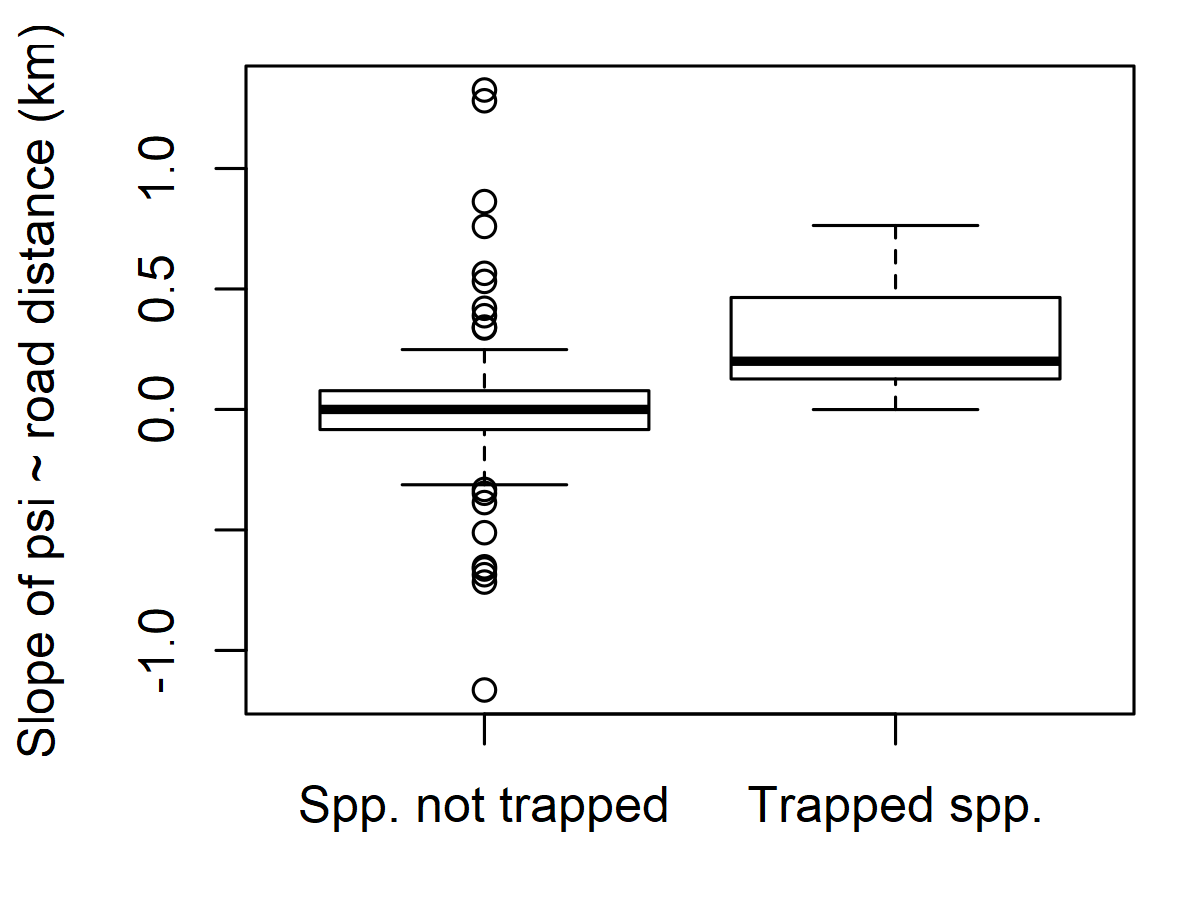 Slope of psi ~ road distance (km)
1.0
0.5
0.0
-1.0
Spp. not trapped
Trapped spp.